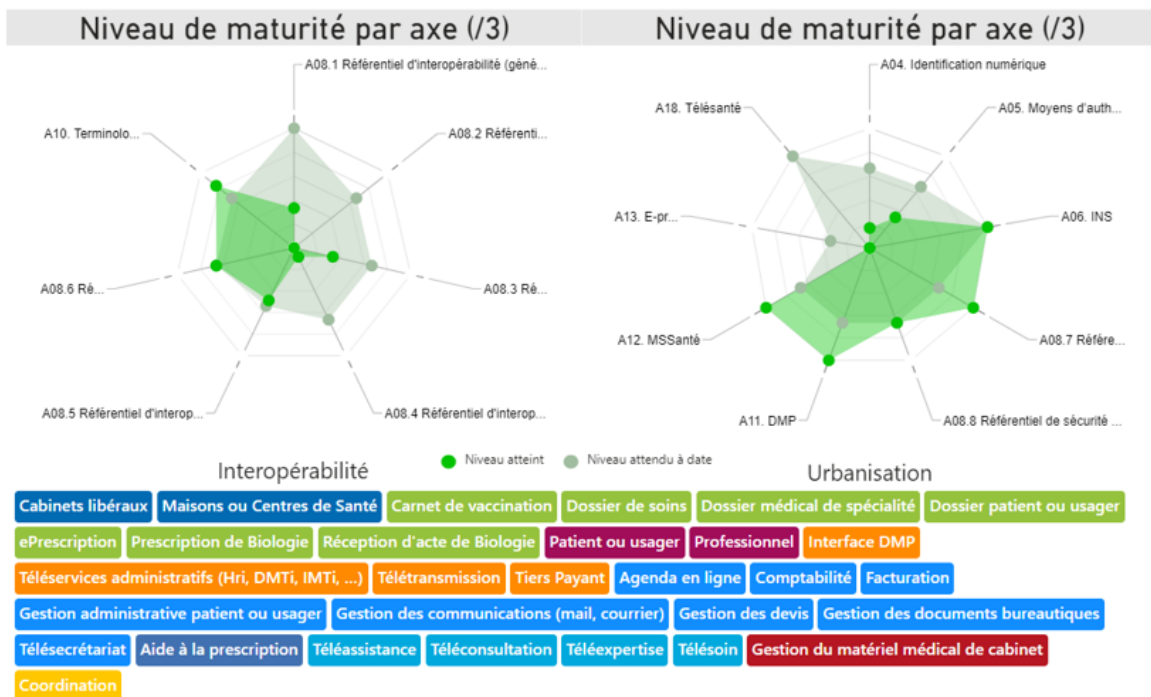 Niveau de maturité par axe (/3)
A08.1 Référentiel d'interopérabilité (géné...
A08.2 Référenti...
A08.3 Ré...
A08.4 Référentiel d'interop...
A08.5 Référentiel d'interop...
A08.6 Ré...
A10. Terminolo...
Niveau de maturité par axe (/3)
A04. Identification numérique
A05. Moyens d'auth...
A06. INS
A08.7 Référe...
A08.8 Référentiel de sécurité ...
A11. DMP
A12. MSSanté
A13. E-pr...
A18. Télésanté
Interopérabilité
Niveau atteint
Niveau attendu à date
Urbanisation
Cabinets libéraux Maisons ou Centres de Santé Carnet de vaccination Dossier de soins Dossier médical de spécialité Dossier patient ou usager
ePrescription Prescription de Biologie Réception d'acte de Biologie Patient ou usager Professionnel Interface DMP
Téléservices administratifs (Hri, DMTi, IMTi, ...) Télétransmission Tiers Payant Agenda en ligne Comptabilité Facturation
Gestion administrative patient ou usager Gestion des communications (mail, courrier) Gestion des devis Gestion des documents bureautiques
Télésecrétariat Aide à la prescription Téléassistance Téléconsultation Téléexpertise Télésoin Gestion du matériel médical de cabinet
Coordination